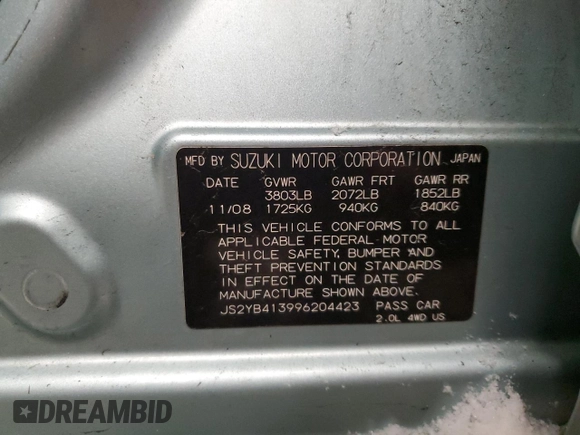 MFD BY SUZUKI MOTOR CORPORATION JAPAN
DATE GVWR GAWR FRT GAWR RR
3803LB 2072LB 1852LB
11/08 1725KG 940KG 840KG
THIS VEHICLE CONFORMS TO ALL
APPLICABLE FEDERAL MOTOR
VEHICLE SAFETY, BUMPER AND
THEFT PREVENTION STANDARDS
IN EFFECT ON THE DATE OF
MANUFACTURE SHOWN ABOVE.
JS2YB413996204423 PASS CAR
2.0L 4WD US
DREAMBID